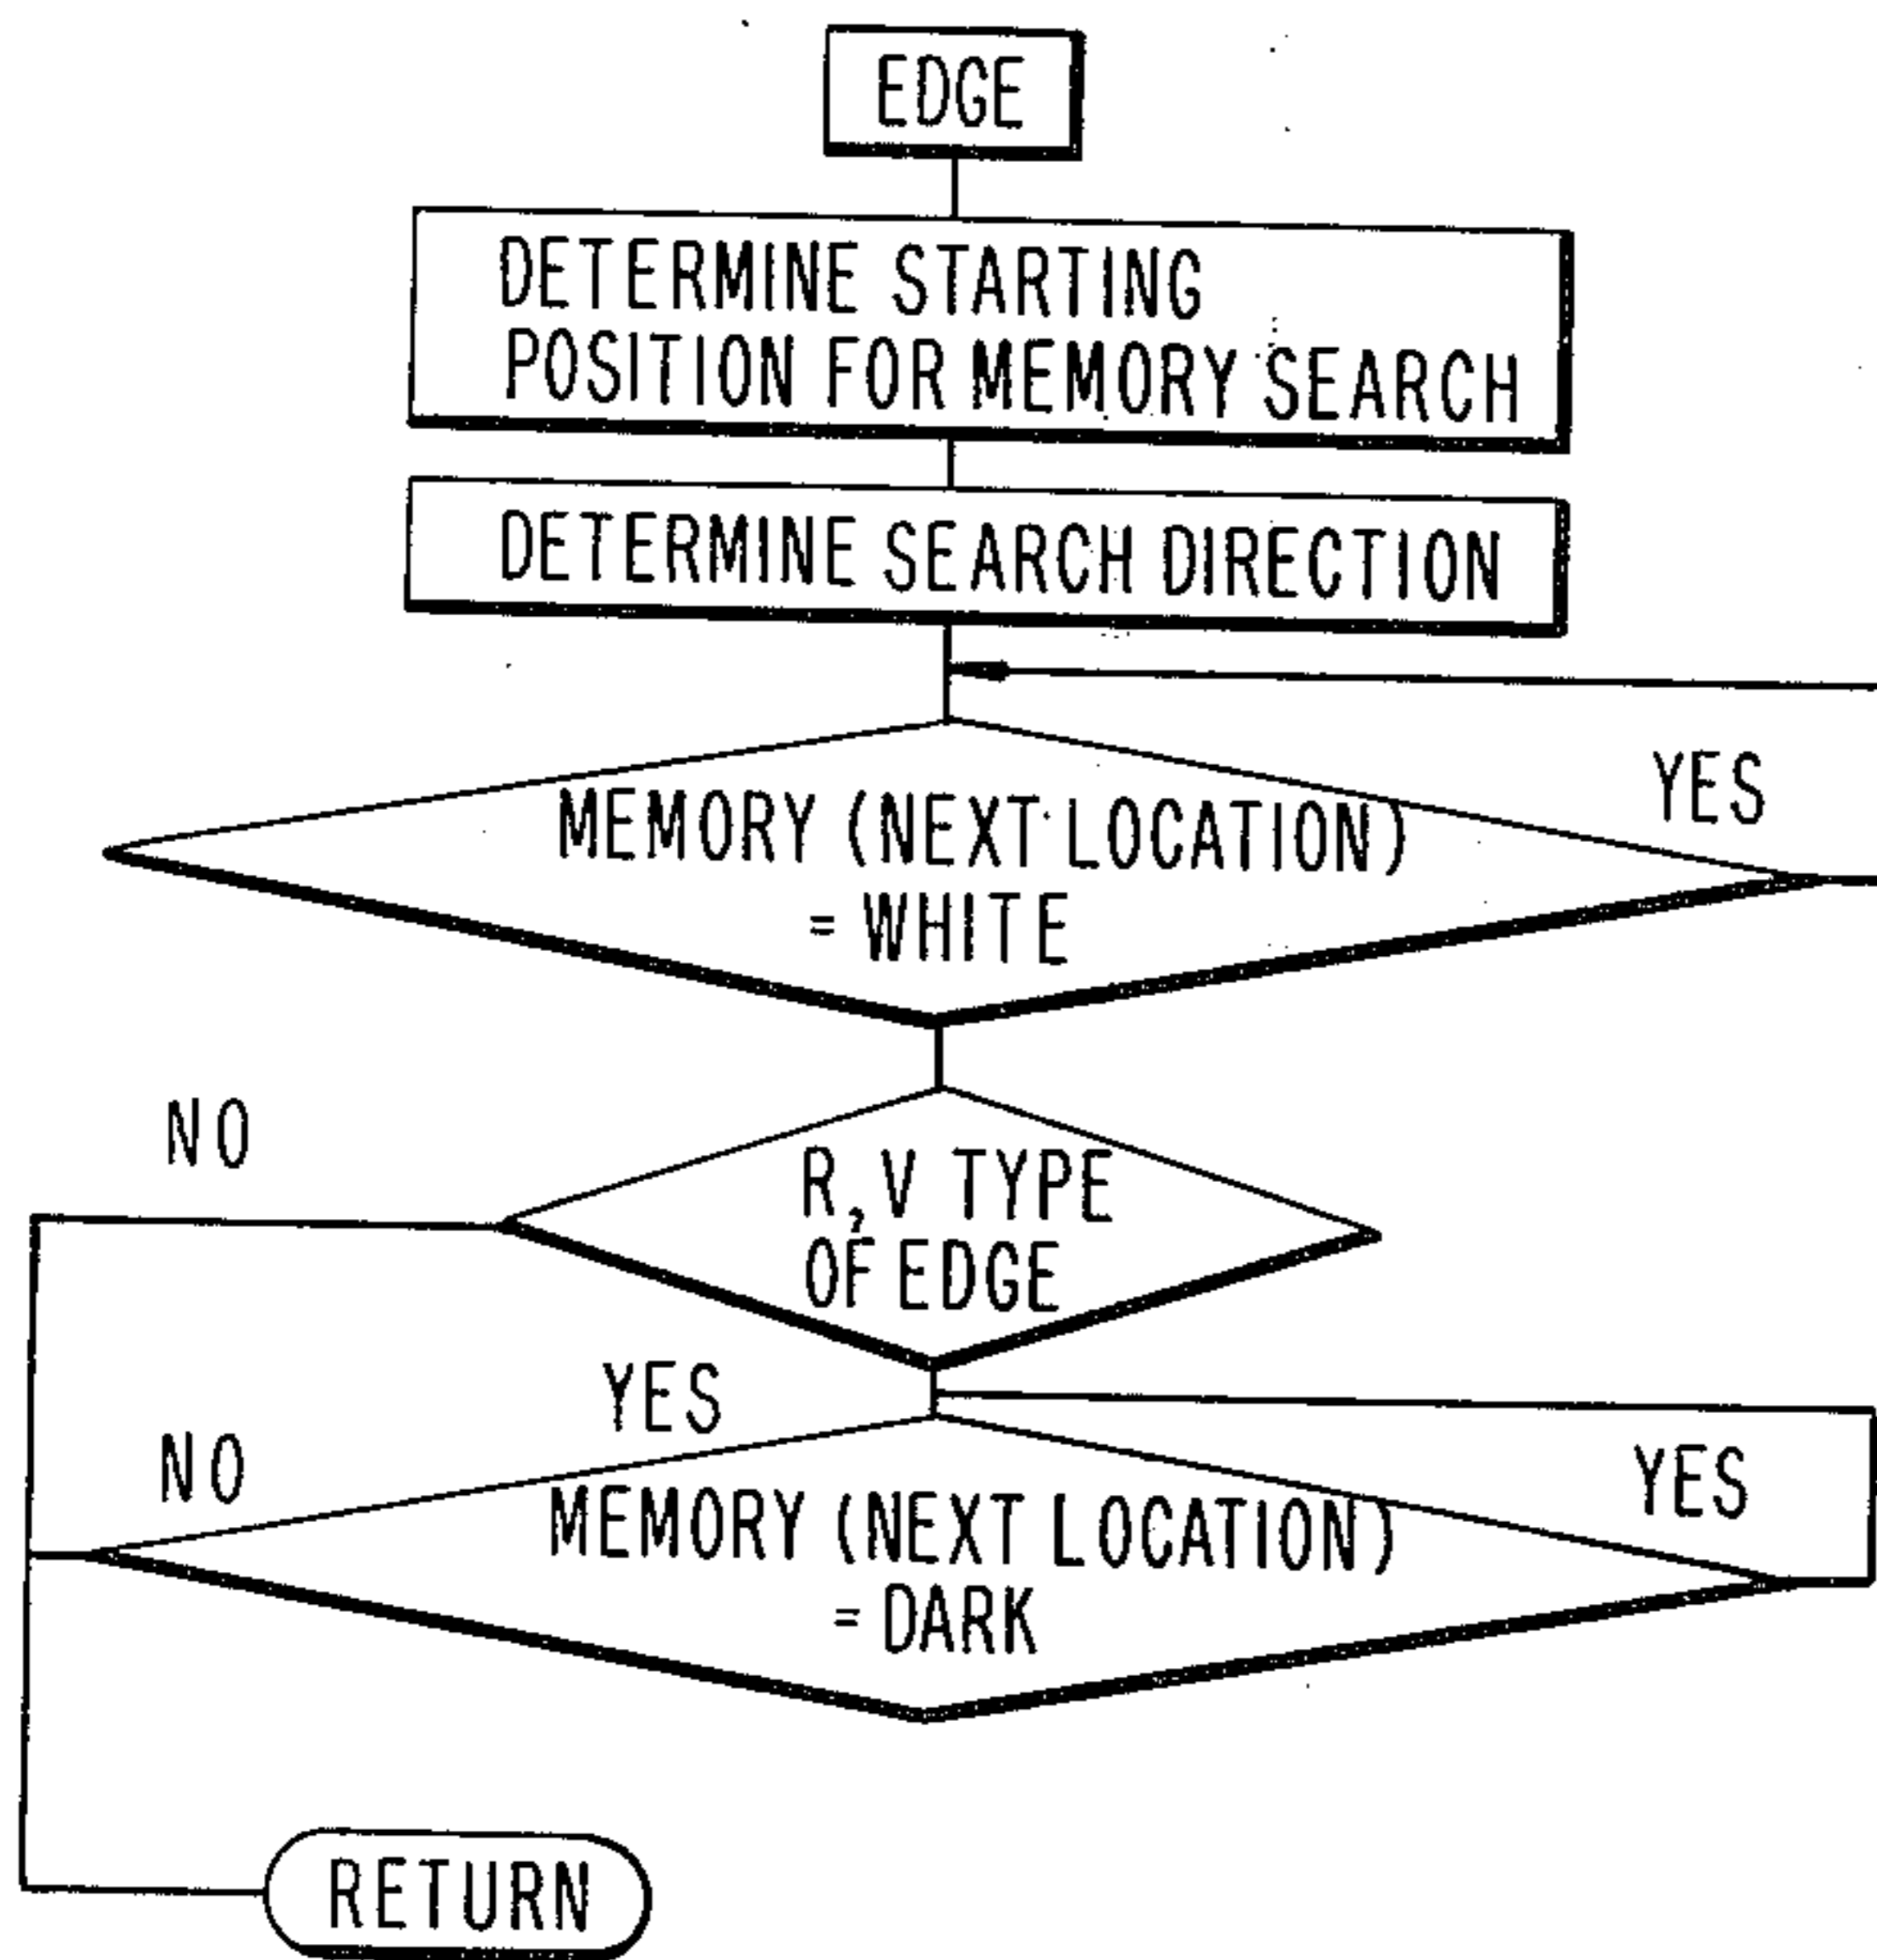 EDGE
DETERMINE STARTING
POSITION FOR MEMORY SEARCH
DETERMINE SEARCH DIRECTION
YES
MEMORY (NEXT LOCATION)
= WHITE
NO
R,V TYPE
OF EDGE
YES
NO
YES
MEMORY (NEXT LOCATION)
= DARK
RETURN